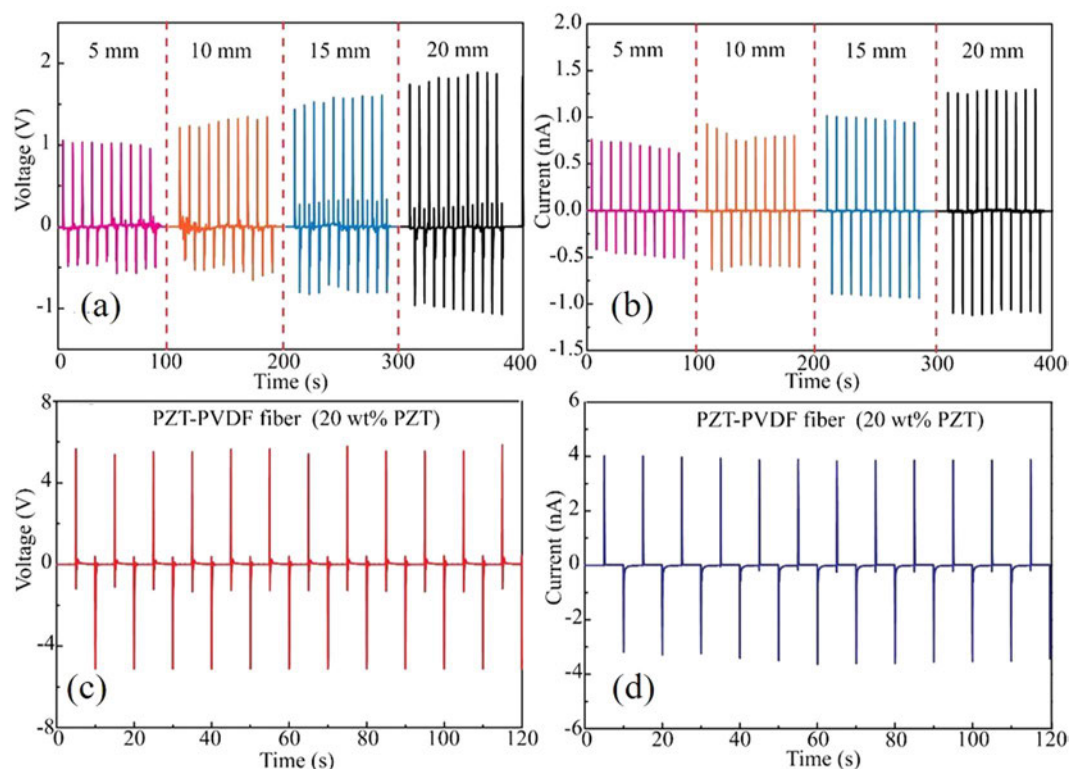 5 mm 10 mm 15 mm 20 mm
2
1
0
-1
Voltage (V)
(a)
0 100 200 300 400
Time (s)
5 mm 10 mm 15 mm 20 mm
2.0
1.5
1.0
0.5
0.0
-0.5
-1.0
-1.5
Current (nA)
(b)
0 100 200 300 400
Time (s)
PZT-PVDF fiber (20 wt% PZT)
8
4
0
-4
-8
Voltage (V)
(c)
0 20 40 60 80 100 120
Time (s)
PZT-PVDF fiber (20 wt% PZT)
6
4
2
0
-2
-4
-6
Current (nA)
(d)
0 20 40 60 80 100 120
Time (s)